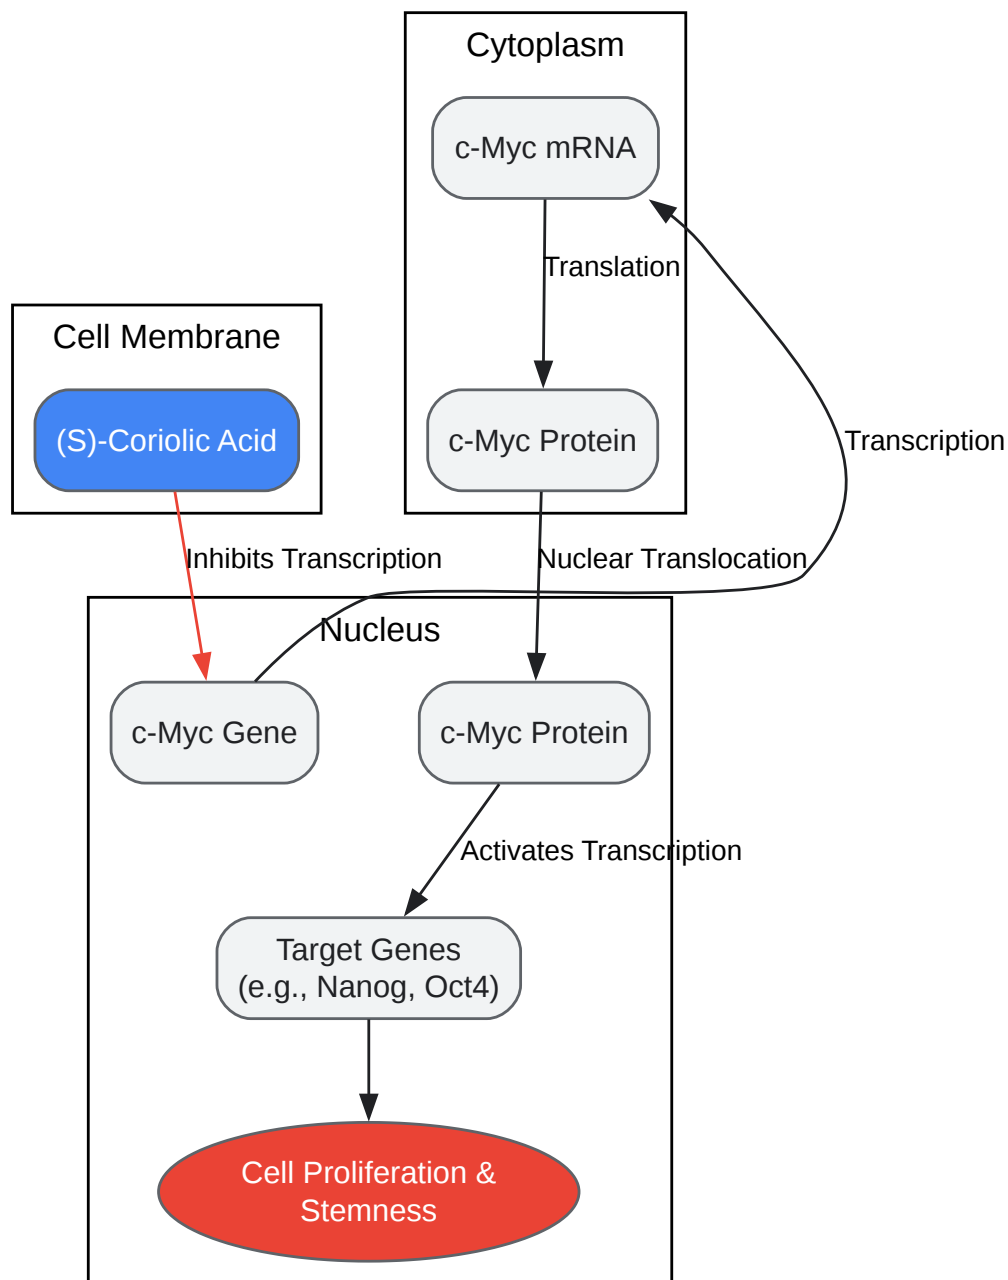 Cytoplasm
c-Myc mRNA
Translation
Cell Membrane
(S)-Coriolic Acid
c-Myc Protein
Transcription
Inhibits Transcription
Nuclear Translocation
Nucleus
c-Myc Gene
c-Myc Protein
Activates Transcription
Target Genes
(e.g., Nanog, Oct4)
Cell Proliferation &
Stemness